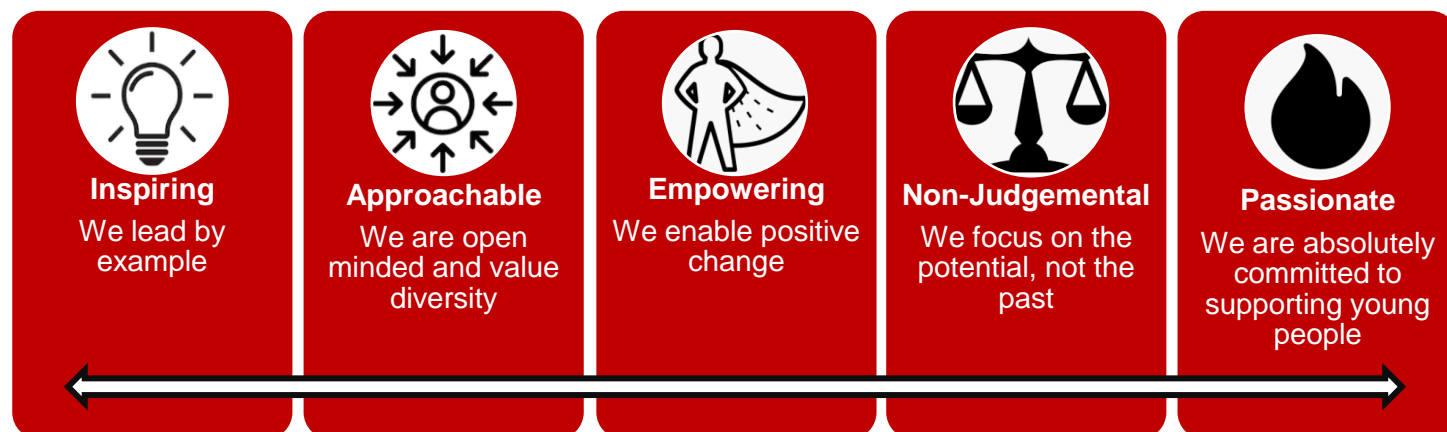 Inspiring
We lead by
example
Approachable
We are open
minded and value
diversity
Empowering
We enable positive
change
Non-Judgemental
We focus on the
potential, not the
past
Passionate
We are absolutely
committed to
supporting young
people